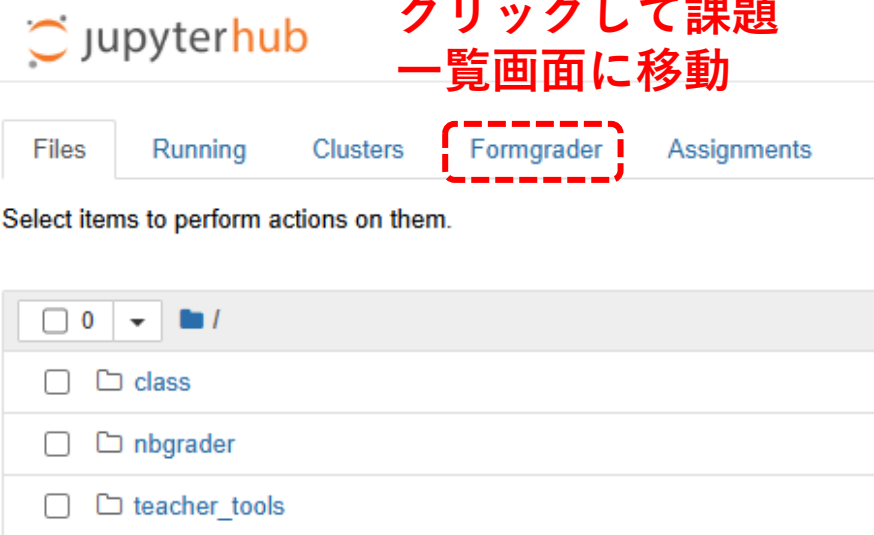 クリックして課題
一覧画面に移動
jupyterhub
Files Running Clusters Formgrader Assignments
Select items to perform actions on them.
0 /
class
nbgrader
teacher_tools